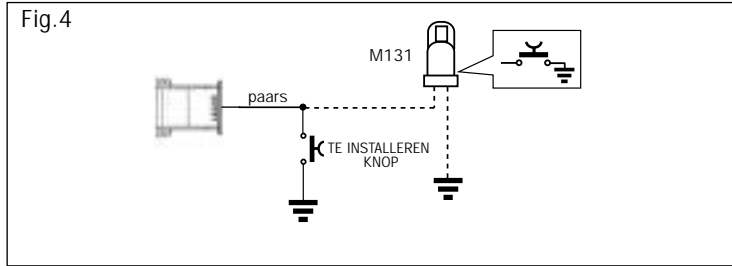 Fig.4
M131
paars
TE INSTALLEREN
KNOP